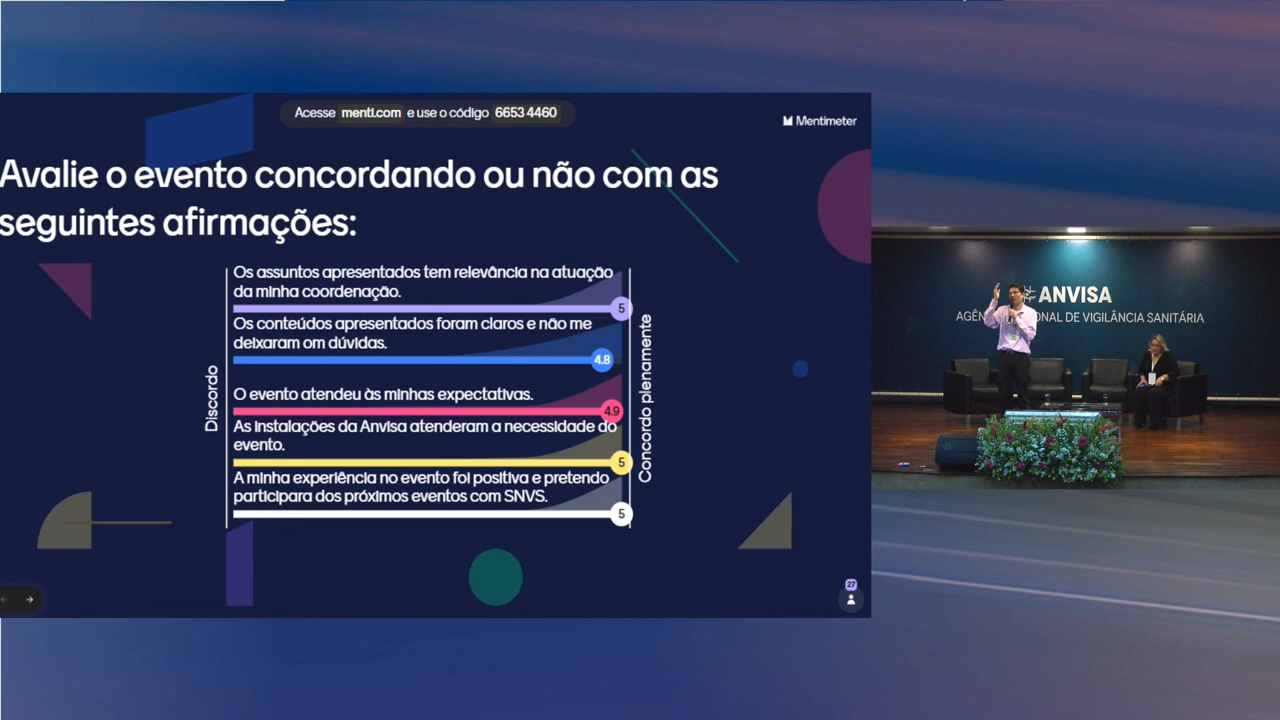 Acesse menti.com e use o código 6653 4460
Mentimeter
Avalie o evento concordando ou não com as
seguintes afirmações:
Discordo
Os assuntos apresentados tem relevância na atuação
da minha coordenação.
5
Os conteúdos apresentados foram claros e não me
deixaram om dúvidas.
4.8
O evento atendeu às minhas expectativas.
4.9
As instalações da Anvisa atenderam a necessidade do
evento.
5
A minha experiência no evento foi positiva e pretendo
participara dos próximos eventos com SNVS.
5
Concordo plenamente
27
ANVISA
DE VIGILÂNCIA SANITÁRIA